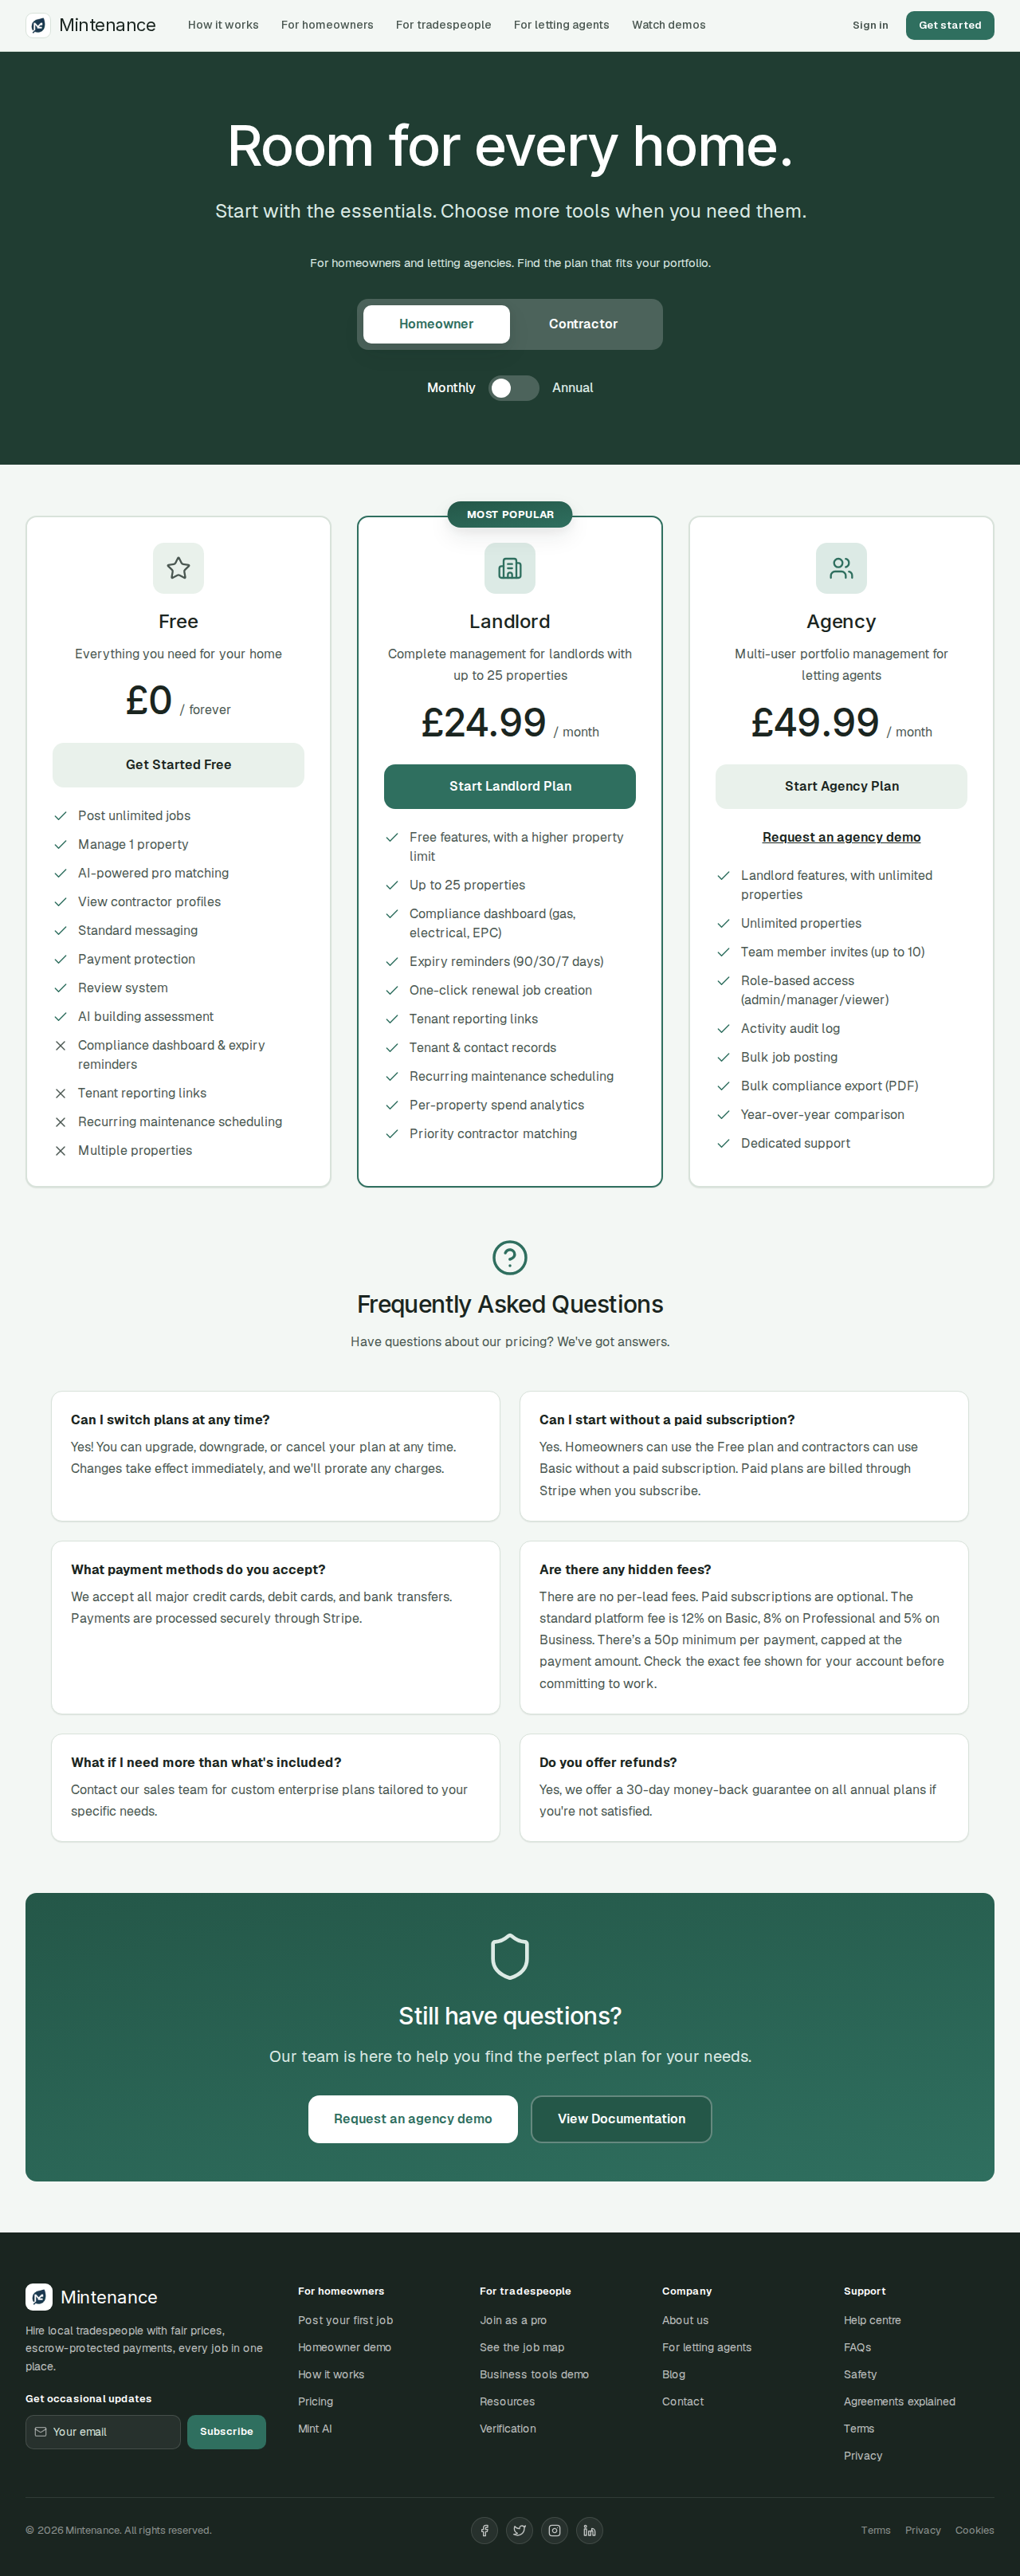 Mintenance
How it works
For homeowners
For tradespeople
For letting agents
Watch demos
Sign in
Get started
Room for every home.
Start with the essentials. Choose more tools when you need them.
For homeowners and letting agencies. Find the plan that fits your portfolio.
Homeowner
Contractor
Monthly
Annual
Free
Everything you need for your home
£0 / forever
Get Started Free
Post unlimited jobs
Manage 1 property
AI-powered pro matching
View contractor profiles
Standard messaging
Payment protection
Review system
AI building assessment
Compliance dashboard & expiry
reminders
Tenant reporting links
Recurring maintenance scheduling
Multiple properties
MOST POPULAR
Landlord
Complete management for landlords with
up to 25 properties
£24.99 / month
Start Landlord Plan
Free features, with a higher property
limit
Up to 25 properties
Compliance dashboard (gas,
electrical, EPC)
Expiry reminders (90/30/7 days)
One-click renewal job creation
Tenant reporting links
Tenant & contact records
Recurring maintenance scheduling
Per-property spend analytics
Priority contractor matching
Agency
Multi-user portfolio management for
letting agents
£49.99 / month
Start Agency Plan
Request an agency demo
Landlord features, with unlimited
properties
Unlimited properties
Team member invites (up to 10)
Role-based access
(admin/manager/viewer)
Activity audit log
Bulk job posting
Bulk compliance export (PDF)
Year-over-year comparison
Dedicated support
Frequently Asked Questions
Have questions about our pricing? We've got answers.
Can I switch plans at any time?
Yes! You can upgrade, downgrade, or cancel your plan at any time.
Changes take effect immediately, and we'll prorate any charges.
Can I start without a paid subscription?
Yes. Homeowners can use the Free plan and contractors can use
Basic without a paid subscription. Paid plans are billed through
Stripe when you subscribe.
What payment methods do you accept?
We accept all major credit cards, debit cards, and bank transfers.
Payments are processed securely through Stripe.
Are there any hidden fees?
There are no per-lead fees. Paid subscriptions are optional. The
standard platform fee is 12% on Basic, 8% on Professional and 5% on
Business. There's a 50p minimum per payment, capped at the
payment amount. Check the exact fee shown for your account before
committing to work.
What if I need more than what's included?
Contact our sales team for custom enterprise plans tailored to your
specific needs.
Do you offer refunds?
Yes, we offer a 30-day money-back guarantee on all annual plans if
you're not satisfied.
Still have questions?
Our team is here to help you find the perfect plan for your needs.
Request an agency demo
View Documentation
Mintenance
Hire local tradespeople with fair prices,
escrow-protected payments, every job in one
place.
Get occasional updates
Your email
Subscribe
For homeowners
Post your first job
Homeowner demo
How it works
Pricing
Mint AI
For tradespeople
Join as a pro
See the job map
Business tools demo
Resources
Verification
Company
About us
For letting agents
Blog
Contact
Support
Help centre
FAQs
Safety
Agreements explained
Terms
Privacy
© 2026 Mintenance. All rights reserved.
Terms
Privacy
Cookies